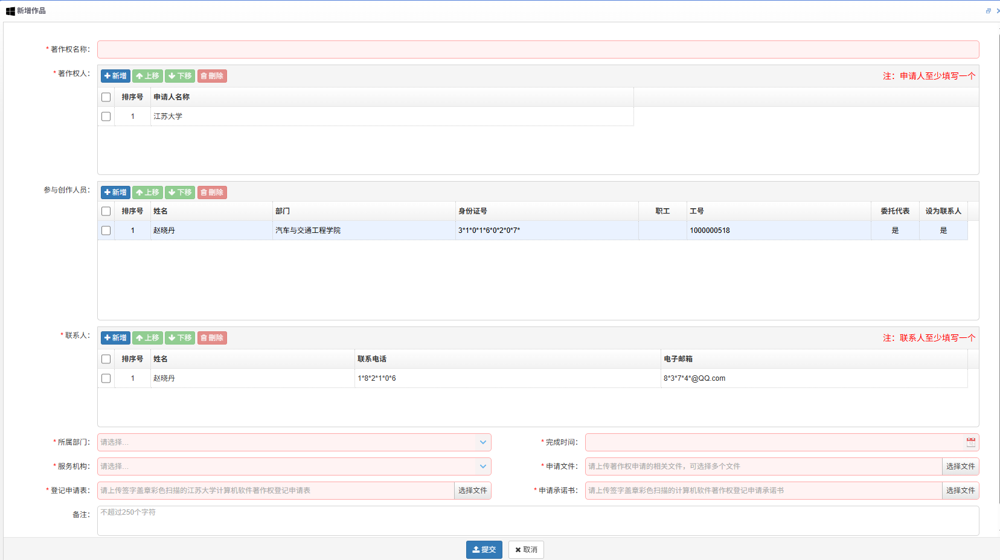 新增作品
* 著作权名称：
* 著作权人：
新增 上移 下移 删除 注：申请人至少填写一个
排序号 申请人名称
1 江苏大学
参与创作人员：
新增 上移 下移 删除
排序号 姓名 部门 身份证号 职工 工号 委托代表 设为联系人
1 赵晓丹 汽车与交通工程学院 3*1*0*1*6*0*2*0*7* 1000000518 是 是
* 联系人：
新增 上移 下移 删除 注：联系人至少填写一个
排序号 姓名 联系电话 电子邮箱
1 赵晓丹 1*8*2*1*0*6 8*3*7*4*@QQ.com
* 所属部门： 请选择... * 完成时间：
* 服务机构： 请选择... * 申请文件： 请上传著作权申请的相关文件，可选择多个文件 选择文件
* 登记申请表： 请上传签字盖章彩色扫描的江苏大学计算机软件著作权登记申请表 选择文件 * 申请承诺书： 请上传签字盖章彩色扫描的计算机软件著作权登记申请承诺书 选择文件
备注： 不超过250个字符
提交 取消